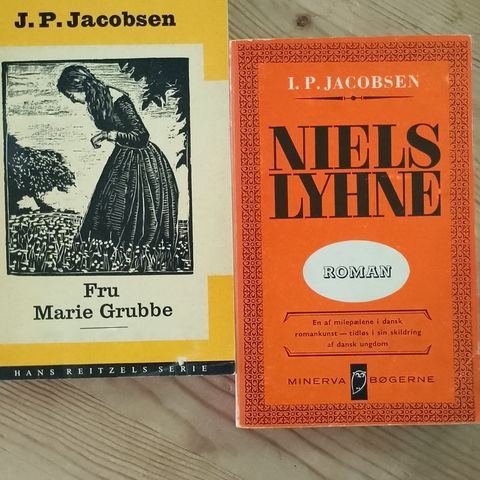 J. P. Jacobsen
Fru
Marie Grubbe
HANS REITZELS SERIE
I. P. JACOBSEN
NIELS
LYHNE
ROMAN
En af milepælene i dansk
romankunst — tidløs i sin skildring
af dansk ungdom
MINERVA BØGERNE